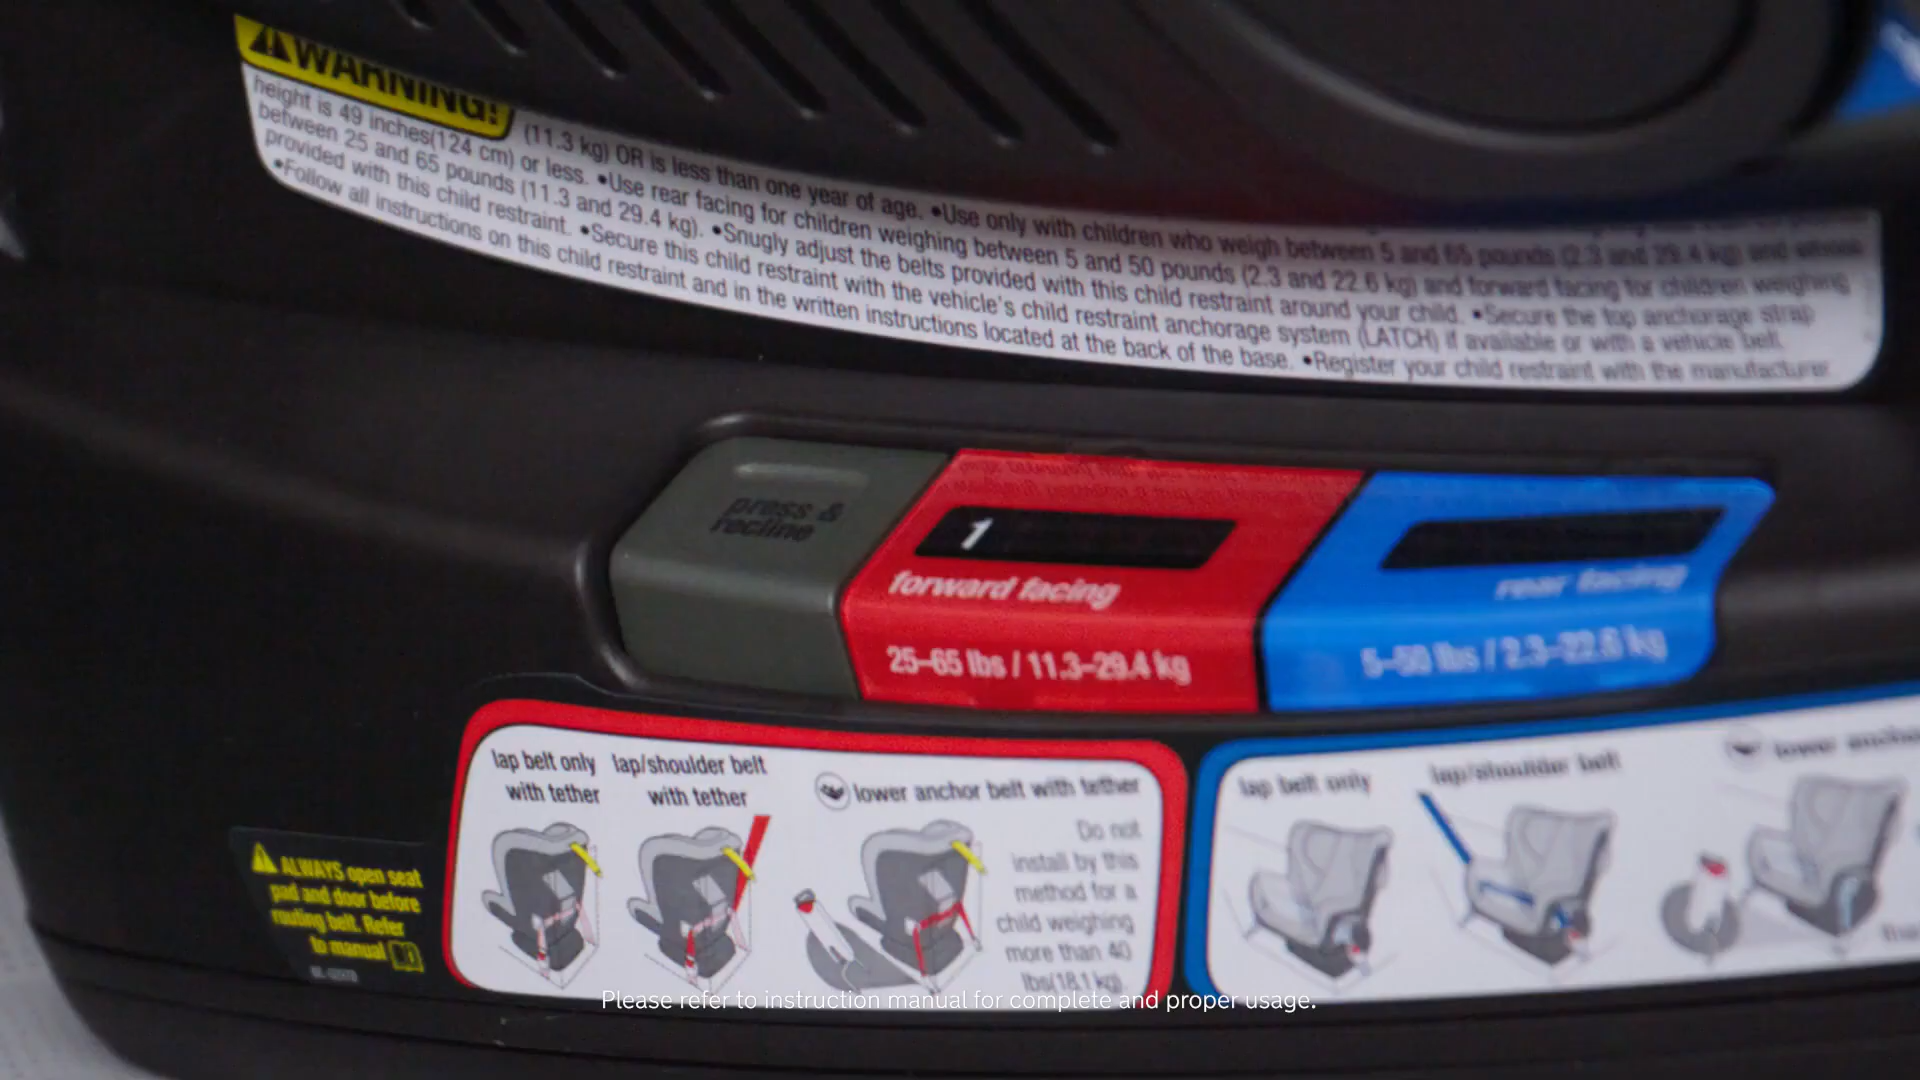 WARNING!
(11.3 kg) OR is less than one year of age. •Use only with children who weigh between 5 and 65 pounds (2.3 and 29.4 kg) and whose
height is 49 inches(124 cm) or less. •Use rear facing for children weighing between 5 and 50 pounds (2.3 and 22.6 kg) and forward facing for children weighing
between 25 and 65 pounds (11.3 and 29.4 kg). •Snugly adjust the belts provided with this child restraint around your child. •Secure the top anchorage strap
provided with this child restraint. •Secure this child restraint with the vehicle's child restraint anchorage system (LATCH) if available or with a vehicle belt.
•Follow all instructions on this child restraint and in the written instructions located at the back of the base. •Register your child restraint with the manufacturer.
press &
recline
1
forward facing
25–65 lbs / 11.3–29.4 kg
rear facing
5–50 lbs / 2.3–22.6 kg
lap belt only
with tether
lap/shoulder belt
with tether
lower anchor belt with tether
Do not
install by this
method for a
child weighing
more than 40
lbs(18.1 kg).
lap belt only
lap/shoulder belt
lower
ALWAYS open seat
pad and door before
routing belt. Refer
to manual
Please refer to instruction manual for complete and proper usage.